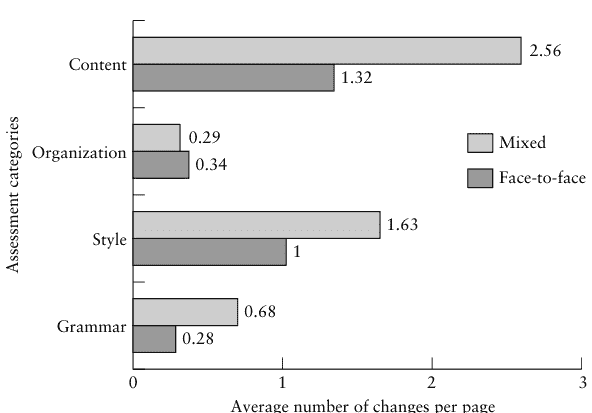 Content
2.56
1.32
Organization
0.29
0.34
Style
1.63
1
Grammar
0.68
0.28
Mixed
Face-to-face
Assessment categories
0
1
2
3
Average number of changes per page